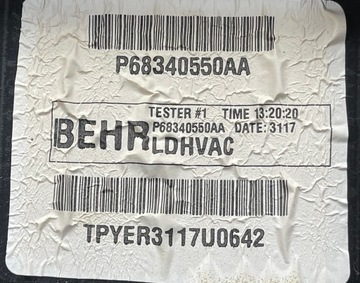 P68340550AA
TESTER #1 TIME 13:20:20
P68340550AA DATE: 3117
BEHR LDHVAC
TPYER3117U0642